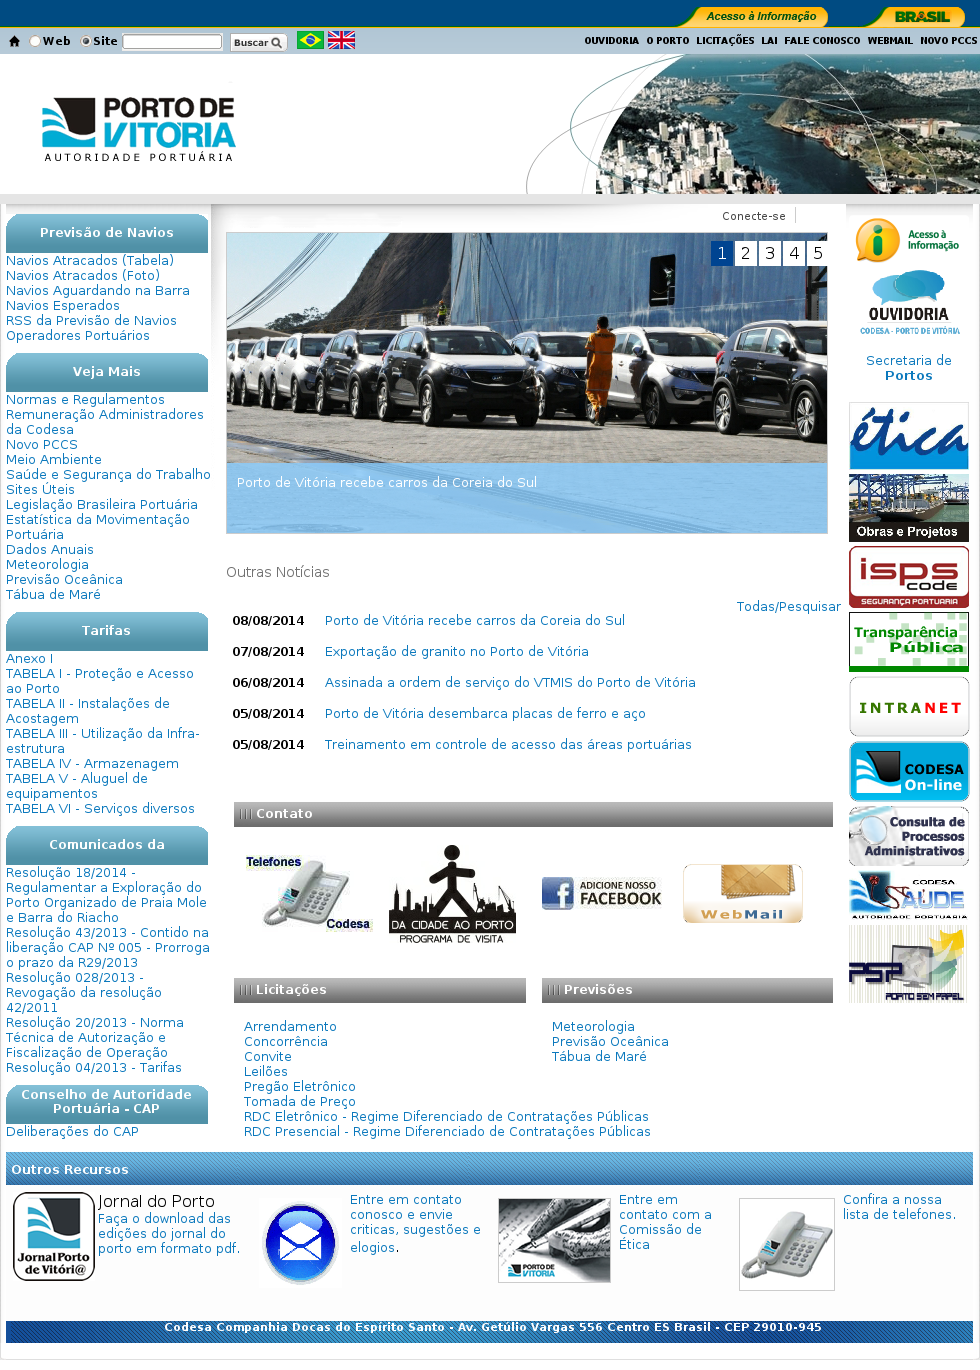 Acesso à Informação
BRASIL
Web
Site
Buscar
OUVIDORIA O PORTO LICITAÇÕES LAI FALE CONOSCO WEBMAIL NOVO PCCS
PORTO DE
VITORIA
AUTORIDADE PORTUÁRIA
Conecte-se
Previsão de Navios
Navios Atracados (Tabela)
Navios Atracados (Foto)
Navios Aguardando na Barra
Navios Esperados
RSS da Previsão de Navios
Operadores Portuários
Veja Mais
Normas e Regulamentos
Remuneração Administradores
da Codesa
Novo PCCS
Meio Ambiente
Saúde e Segurança do Trabalho
Sites Úteis
Legislação Brasileira Portuária
Estatística da Movimentação
Portuária
Dados Anuais
Meteorologia
Previsão Oceânica
Tábua de Maré
Tarifas
Anexo I
TABELA I - Proteção e Acesso
ao Porto
TABELA II - Instalações de
Acostagem
TABELA III - Utilização da Infra-
estrutura
TABELA IV - Armazenagem
TABELA V - Aluguel de
equipamentos
TABELA VI - Serviços diversos
Comunicados da
Resolução 18/2014 -
Regulamentar a Exploração do
Porto Organizado de Praia Mole
e Barra do Riacho
Resolução 43/2013 - Contido na
liberação CAP Nº 005 - Prorroga
o prazo da R29/2013
Resolução 028/2013 -
Revogação da resolução
42/2011
Resolução 20/2013 - Norma
Técnica de Autorização e
Fiscalização de Operação
Resolução 04/2013 - Tarifas
Conselho de Autoridade
Portuária - CAP
Deliberações do CAP
1 2 3 4 5
Porto de Vitória recebe carros da Coreia do Sul
Outras Notícias
Todas/Pesquisar
08/08/2014 Porto de Vitória recebe carros da Coreia do Sul
07/08/2014 Exportação de granito no Porto de Vitória
06/08/2014 Assinada a ordem de serviço do VTMIS do Porto de Vitória
05/08/2014 Porto de Vitória desembarca placas de ferro e aço
05/08/2014 Treinamento em controle de acesso das áreas portuárias
Contato
Telefones
Codesa
DA CIDADE AO PORTO
PROGRAMA DE VISITA
ADICIONE NOSSO
FACEBOOK
WebMail
Licitações
Arrendamento
Concorrência
Convite
Leilões
Pregão Eletrônico
Tomada de Preço
RDC Eletrônico - Regime Diferenciado de Contratações Públicas
RDC Presencial - Regime Diferenciado de Contratações Públicas
Previsões
Meteorologia
Previsão Oceânica
Tábua de Maré
Acesso à
Informação
OUVIDORIA
CODESA - PORTO DE VITÓRIA
Secretaria de
Portos
ética
Obras e Projetos
isps
code
SEGURANÇA PORTUARIA
Transparência
Pública
INTRANET
CODESA
On-line
Consulta de
Processos
Administrativos
CODESA
SAÚDE
AUTORIDADE PORTUARIA
PSP
PORTO SEM PAPEL
Outros Recursos
Jornal Porto
de Vitóri@
Jornal do Porto
Faça o download das
edições do jornal do
porto em formato pdf.
Entre em contato
conosco e envie
criticas, sugestões e
elogios.
PORTO DE
VITORIA
Entre em
contato com a
Comissão de
Ética
Confira a nossa
lista de telefones.
Codesa Companhia Docas do Espírito Santo - Av. Getúlio Vargas 556 Centro ES Brasil - CEP 29010-945